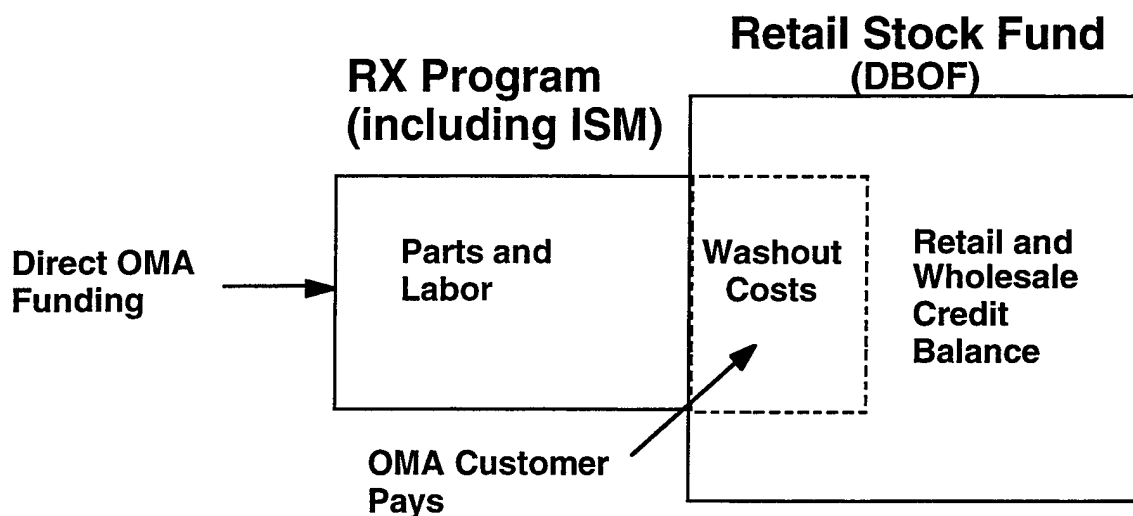 Retail Stock Fund
(DBOF)
RX Program
(including ISM)
Direct OMA
Funding
Parts and
Labor
Washout
Costs
Retail and
Wholesale
Credit
Balance
OMA Customer
Pays